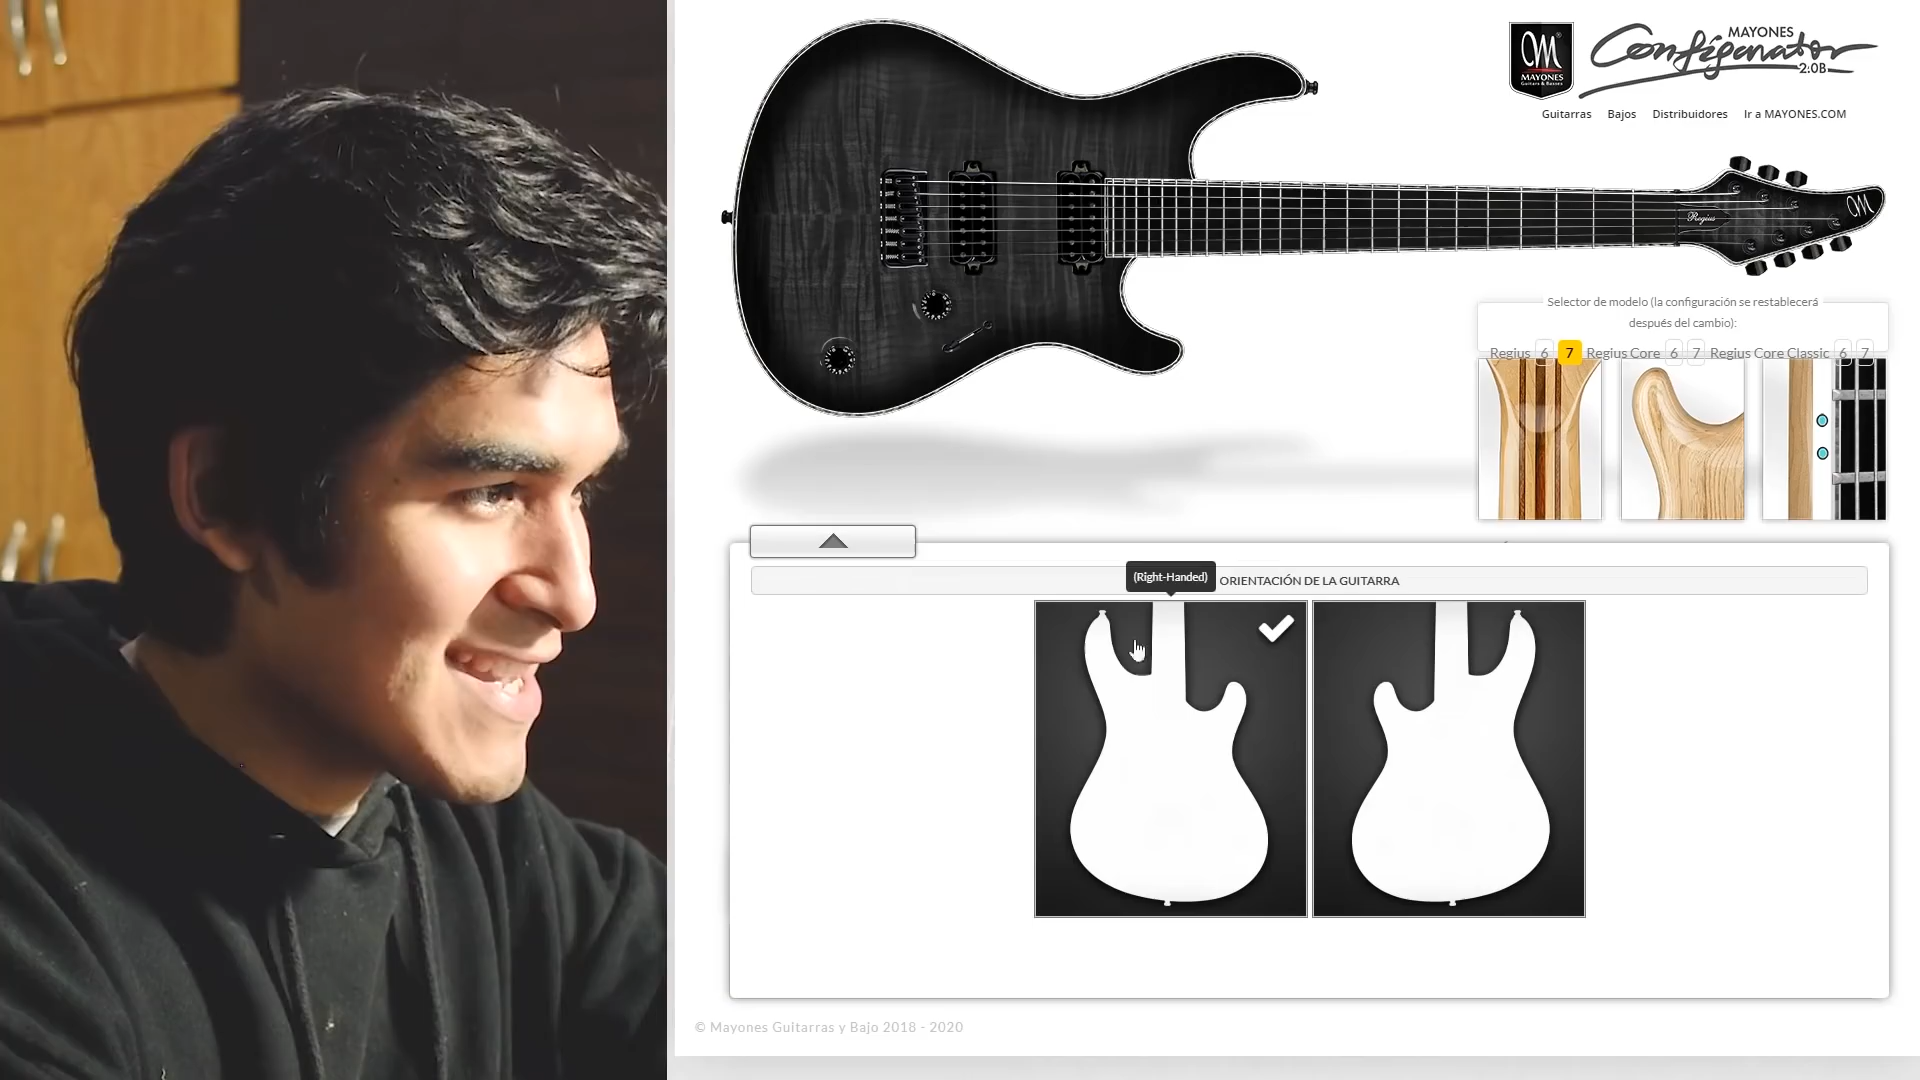 MAYONES
Configurator
2.0B
MAYONES
Guitars & Basses
Guitarras Bajos Distribuidores Ir a MAYONES.COM
Regius
Selector de modelo (la configuración se restablecerá
después del cambio):
Regius 6 7 Regius Core 6 7 Regius Core Classic 6 7
(Right-Handed)
ORIENTACIÓN DE LA GUITARRA
© Mayones Guitarras y Bajo 2018 - 2020